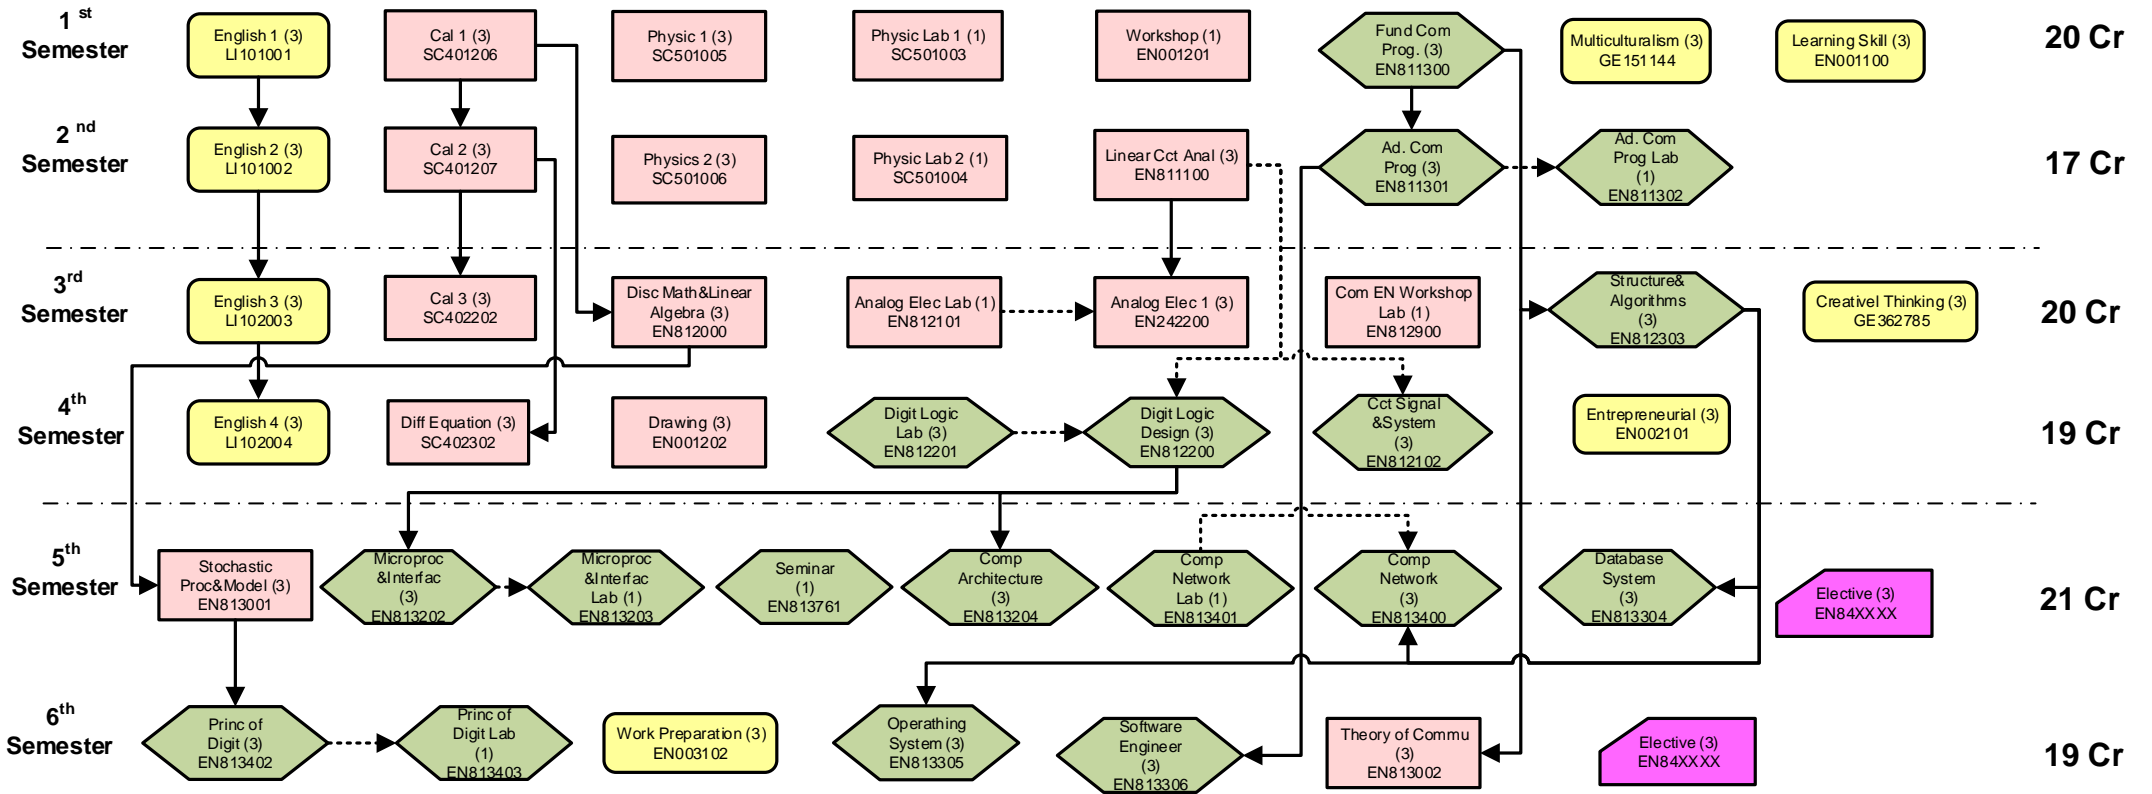 1 st
Semester
English 1 (3)
LI101001
Cal 1 (3)
SC401206
Physic 1 (3)
SC501005
Physic Lab 1 (1)
SC501003
Workshop (1)
EN001201
Fund Com
Prog. (3)
EN811300
Multiculturalism (3)
GE151144
Learning Skill (3)
EN001100
20 Cr
2 nd
Semester
English 2 (3)
LI101002
Cal 2 (3)
SC401207
Physics 2 (3)
SC501006
Physic Lab 2 (1)
SC501004
Linear Cct Anal (3)
EN811100
Ad. Com
Prog (3)
EN811301
Ad. Com
Prog Lab
(1)
EN811302
17 Cr
3rd
Semester
English 3 (3)
LI102003
Cal 3 (3)
SC402202
Disc Math&Linear
Algebra (3)
EN812000
Analog Elec Lab (1)
EN812101
Analog Elec 1 (3)
EN242200
Com EN Workshop
Lab (1)
EN812900
Structure&
Algorithms
(3)
EN812303
Creativel Thinking (3)
GE362785
20 Cr
4th
Semester
English 4 (3)
LI102004
Diff Equation (3)
SC402302
Drawing (3)
EN001202
Digit Logic
Lab (3)
EN812201
Digit Logic
Design (3)
EN812200
Cct Signal
&System
(3)
EN812102
Entrepreneurial (3)
EN002101
19 Cr
5th
Semester
Stochastic
Proc&Model (3)
EN813001
Microproc
&Interfac
(3)
EN813202
Microproc
&Interfac
Lab (1)
EN813203
Seminar
(1)
EN813761
Comp
Architecture
(3)
EN813204
Comp
Network
Lab (1)
EN813401
Comp
Network
(3)
EN813400
Database
System
(3)
EN813304
Elective (3)
EN84XXXX
21 Cr
6th
Semester
Princ of
Digit (3)
EN813402
Princ of
Digit Lab
(1)
EN813403
Work Preparation (3)
EN003102
Operathing
System (3)
EN813305
Software
Engineer
(3)
EN813306
Theory of Commu
(3)
EN813002
Elective (3)
EN84XXXX
19 Cr